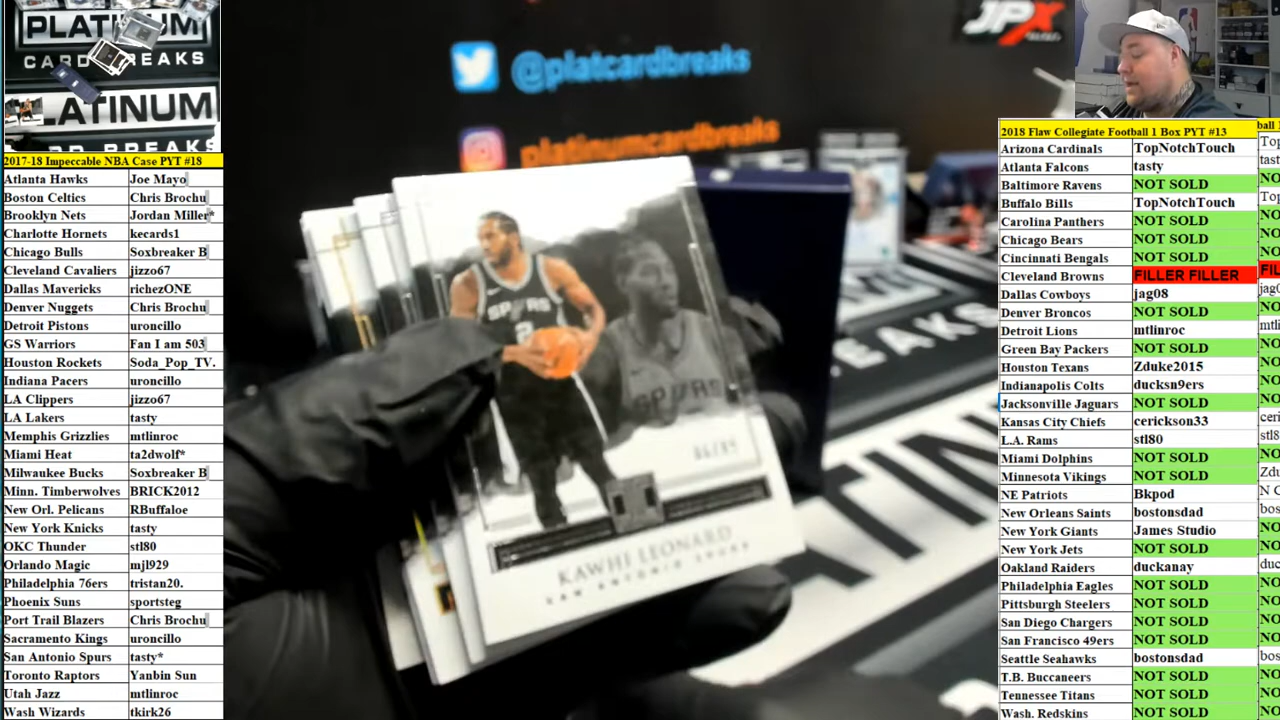 PLATINUM
CARD BREAKS
PLATINUM
2017-18 Impeccable NBA Case PYT #18
Atlanta Hawks Joe Mayo
Boston Celtics Chris Brochu
Brooklyn Nets Jordan Miller*
Charlotte Hornets kecards1
Chicago Bulls Soxbreaker B
Cleveland Cavaliers jizzo67
Dallas Mavericks richezONE
Denver Nuggets Chris Brochu
Detroit Pistons uroncillo
GS Warriors Fan I am 503
Houston Rockets Soda_Pop_TV.
Indiana Pacers uroncillo
LA Clippers jizzo67
LA Lakers tasty
Memphis Grizzlies mtlinroc
Miami Heat ta2dwolf*
Milwaukee Bucks Soxbreaker B
Minn. Timberwolves BRICK2012
New Orl. Pelicans RBuffaloe
New York Knicks tasty
OKC Thunder stl80
Orlando Magic mjl929
Philadelphia 76ers tristan20.
Phoenix Suns sportsteg
Port Trail Blazers Chris Brochu
Sacramento Kings uroncillo
San Antonio Spurs tasty*
Toronto Raptors Yanbin Sun
Utah Jazz mtlinroc
Wash Wizards tkirk26
@platcardbreaks
platinumcardbreaks
JPX
SPURS
2
SPURS
KAWHI LEONARD
SAN ANTONIO SPURS
BREAKS
2018 Flaw Collegiate Football 1 Box PYT #13
Arizona Cardinals TopNotchTouch
Atlanta Falcons tasty
Baltimore Ravens NOT SOLD
Buffalo Bills TopNotchTouch
Carolina Panthers NOT SOLD
Chicago Bears NOT SOLD
Cincinnati Bengals NOT SOLD
Cleveland Browns FILLER FILLER
Dallas Cowboys jag08
Denver Broncos NOT SOLD
Detroit Lions mtlinroc
Green Bay Packers NOT SOLD
Houston Texans Zduke2015
Indianapolis Colts ducksn9ers
Jacksonville Jaguars NOT SOLD
Kansas City Chiefs cerickson33
L.A. Rams stl80
Miami Dolphins NOT SOLD
Minnesota Vikings NOT SOLD
NE Patriots Bkpod
New Orleans Saints bostonsdad
New York Giants James Studio
New York Jets NOT SOLD
Oakland Raiders duckanay
Philadelphia Eagles NOT SOLD
Pittsburgh Steelers NOT SOLD
San Diego Chargers NOT SOLD
San Francisco 49ers NOT SOLD
Seattle Seahawks bostonsdad
T.B. Buccaneers NOT SOLD
Tennessee Titans NOT SOLD
Wash. Redskins NOT SOLD